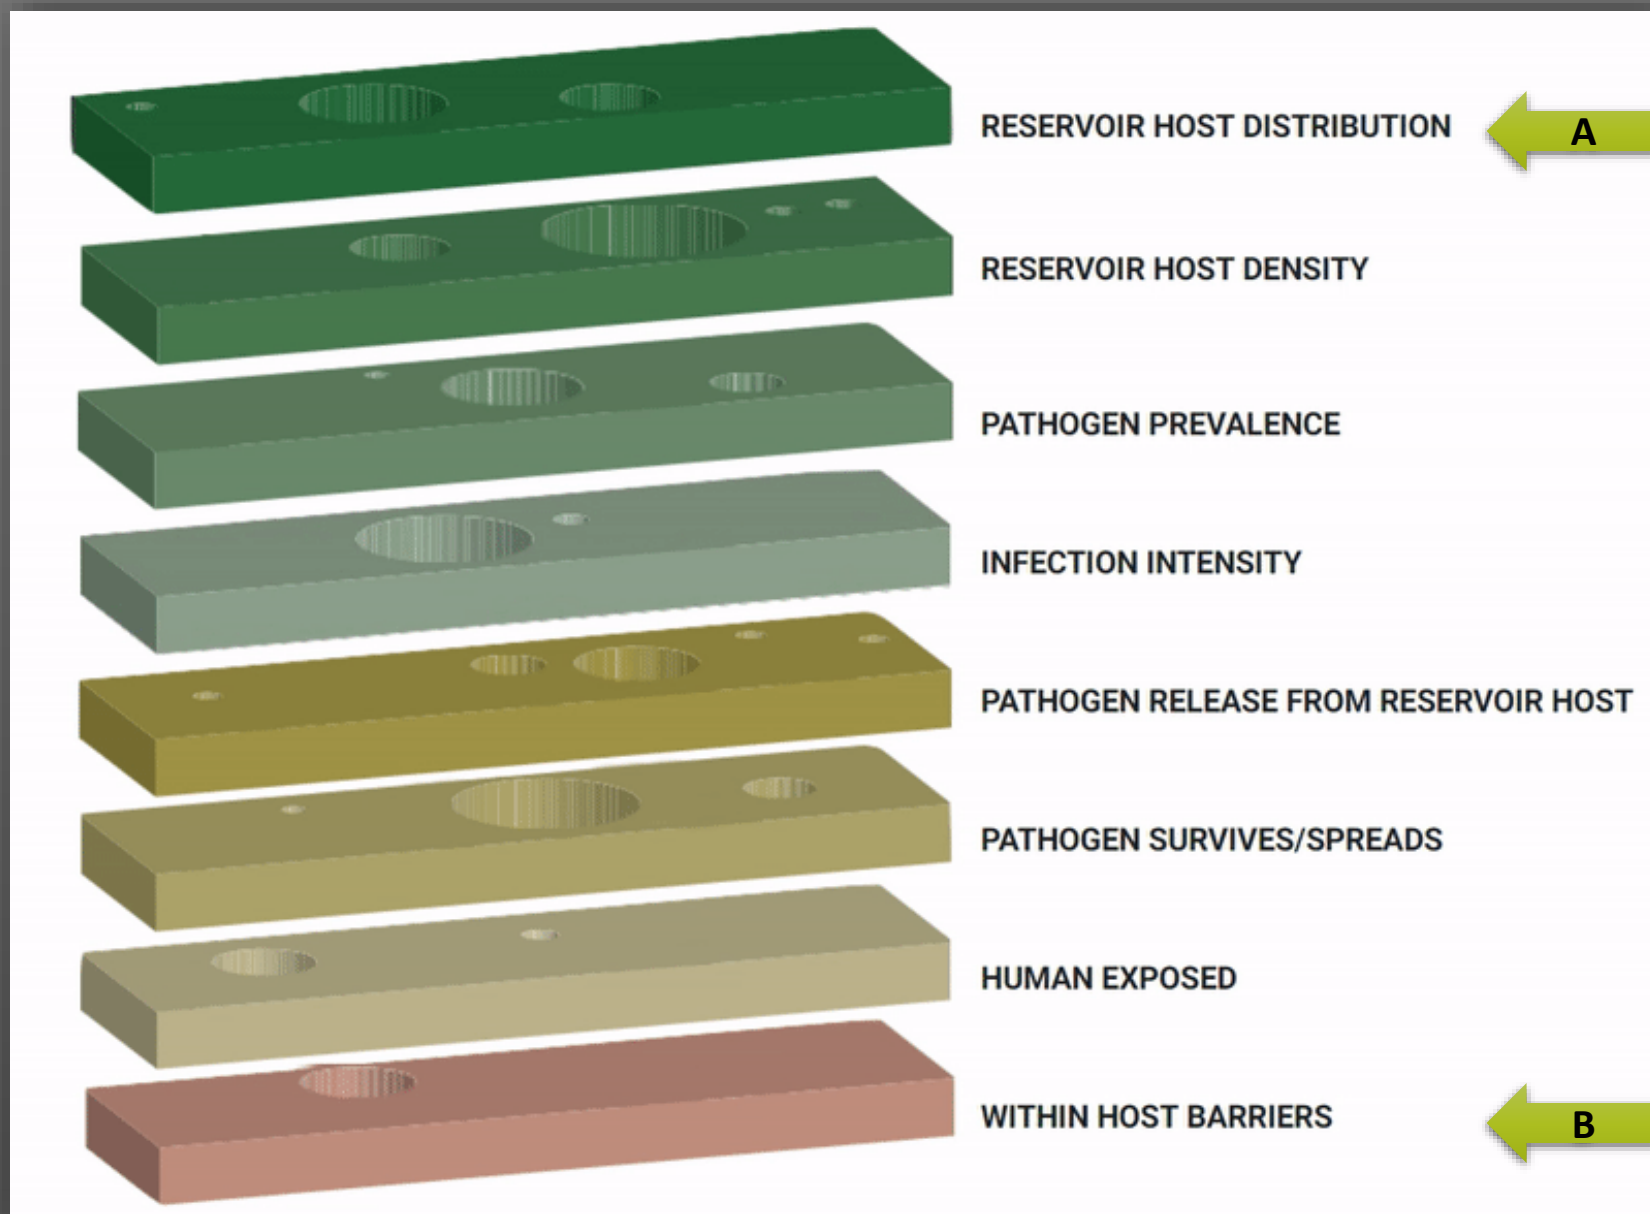 RESERVOIR HOST DISTRIBUTION
A
RESERVOIR HOST DENSITY
PATHOGEN PREVALENCE
INFECTION INTENSITY
PATHOGEN RELEASE FROM RESERVOIR HOST
PATHOGEN SURVIVES/SPREADS
HUMAN EXPOSED
WITHIN HOST BARRIERS
B